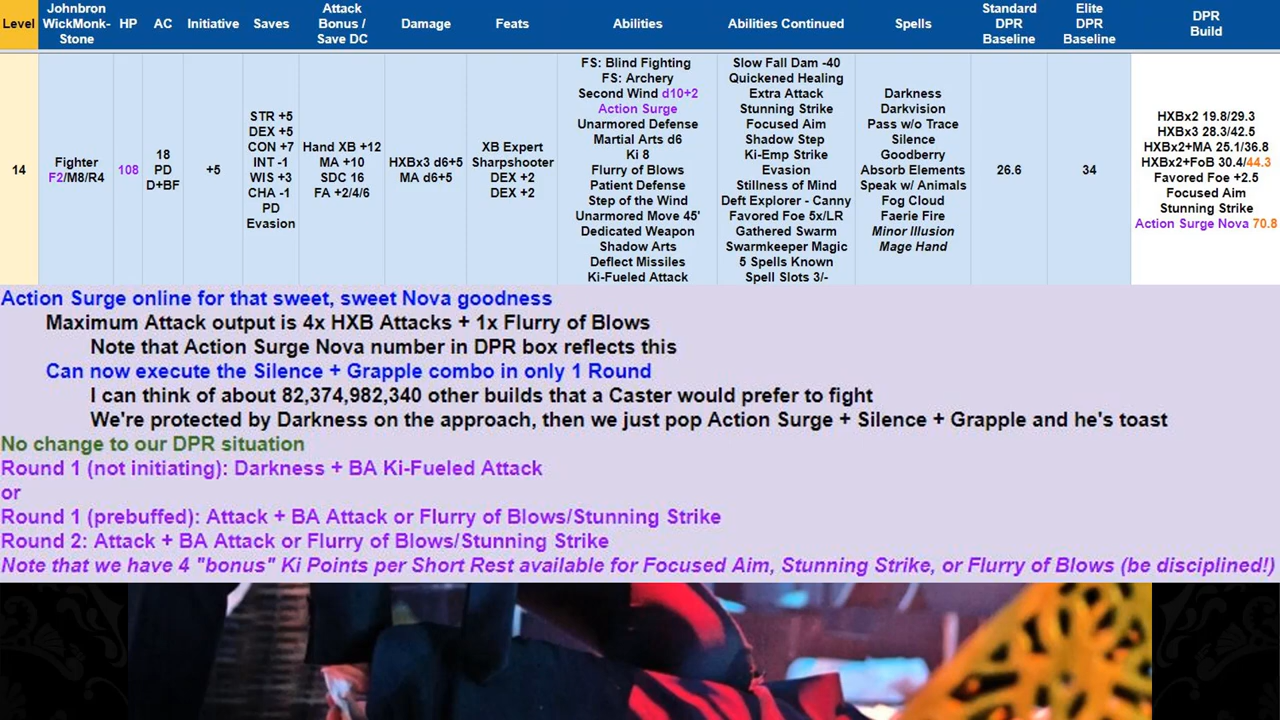 Level
Johnbron
WickMonk-
Stone
HP
AC
Initiative
Saves
Attack
Bonus /
Save DC
Damage
Feats
Abilities
Abilities Continued
Spells
Standard
DPR
Baseline
Elite
DPR
Baseline
DPR
Build
14
Fighter
F2/M8/R4
108
18
PD
D+BF
+5
STR +5
DEX +5
CON +7
INT -1
WIS +3
CHA -1
PD
Evasion
Hand XB +12
MA +10
SDC 16
FA +2/4/6
HXBx3 d6+5
MA d6+5
XB Expert
Sharpshooter
DEX +2
DEX +2
FS: Blind Fighting
FS: Archery
Second Wind d10+2
Action Surge
Unarmored Defense
Martial Arts d6
Ki 8
Flurry of Blows
Patient Defense
Step of the Wind
Unarmored Move 45'
Dedicated Weapon
Shadow Arts
Deflect Missiles
Ki-Fueled Attack
Slow Fall Dam -40
Quickened Healing
Extra Attack
Stunning Strike
Focused Aim
Shadow Step
Ki-Emp Strike
Evasion
Stillness of Mind
Deft Explorer - Canny
Favored Foe 5x/LR
Gathered Swarm
Swarmkeeper Magic
5 Spells Known
Spell Slots 3/-
Darkness
Darkvision
Pass w/o Trace
Silence
Goodberry
Absorb Elements
Speak w/ Animals
Fog Cloud
Faerie Fire
Minor Illusion
Mage Hand
26.6
34
HXBx2 19.8/29.3
HXBx3 28.3/42.5
HXBx2+MA 25.1/36.8
HXBx2+FoB 30.4/44.3
Favored Foe +2.5
Focused Aim
Stunning Strike
Action Surge Nova 70.8
Action Surge online for that sweet, sweet Nova goodness
Maximum Attack output is 4x HXB Attacks + 1x Flurry of Blows
Note that Action Surge Nova number in DPR box reflects this
Can now execute the Silence + Grapple combo in only 1 Round
I can think of about 82,374,982,340 other builds that a Caster would prefer to fight
We're protected by Darkness on the approach, then we just pop Action Surge + Silence + Grapple and he's toast
No change to our DPR situation
Round 1 (not initiating): Darkness + BA Ki-Fueled Attack
or
Round 1 (prebuffed): Attack + BA Attack or Flurry of Blows/Stunning Strike
Round 2: Attack + BA Attack or Flurry of Blows/Stunning Strike
Note that we have 4 "bonus" Ki Points per Short Rest available for Focused Aim, Stunning Strike, or Flurry of Blows (be disciplined!)